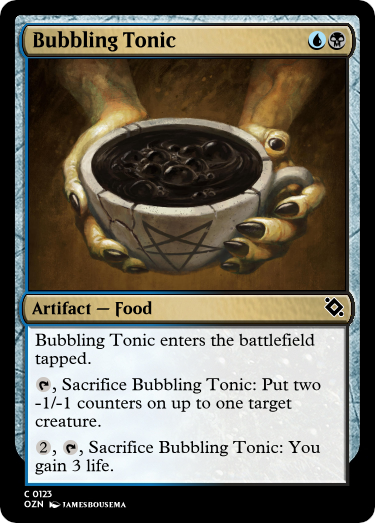 Bubbling Tonic
Artifact — Food
Bubbling Tonic enters the battlefield
tapped.
, Sacrifice Bubbling Tonic: Put two
-1/-1 counters on up to one target
creature.
2, , Sacrifice Bubbling Tonic: You
gain 3 life.
C 0123
OZN JAMESBOUSEMA